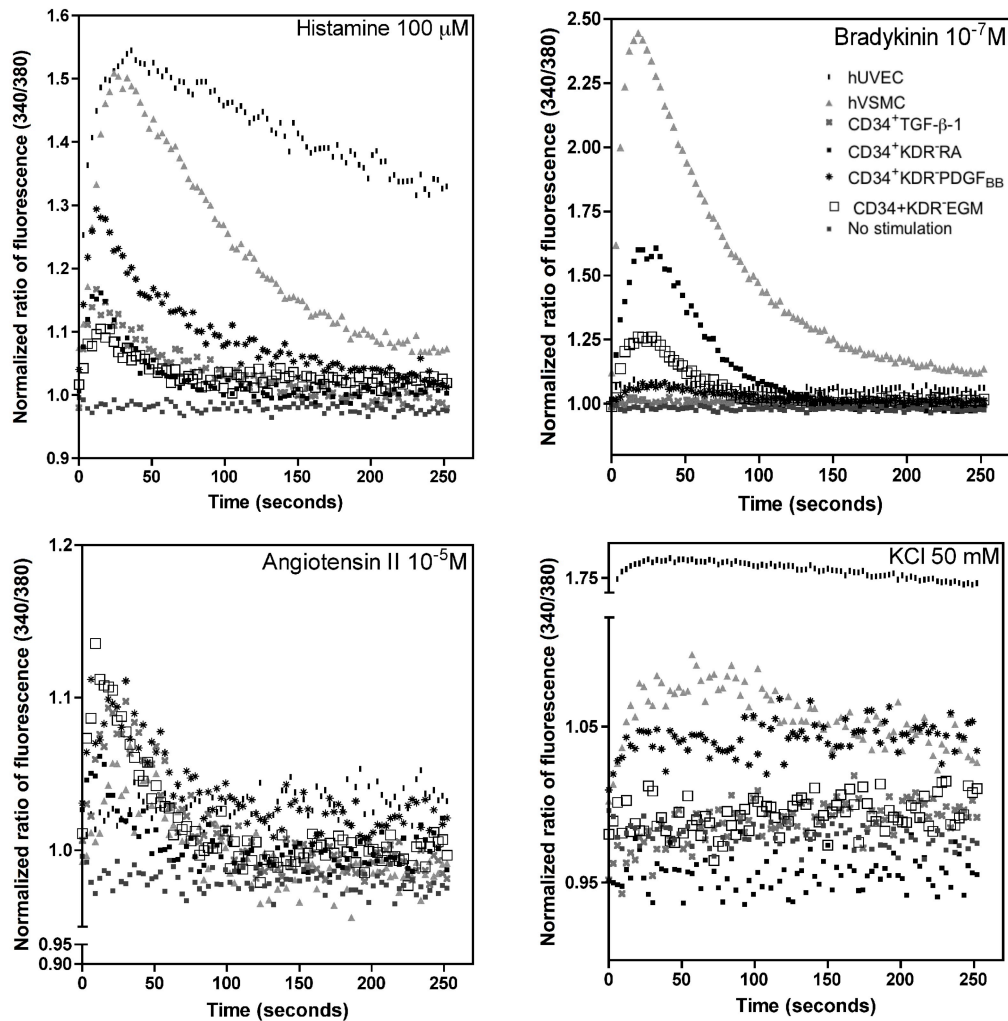 Histamine 100 μM
Normalized ratio of fluorescence (340/380)
1.6
1.5
1.4
1.3
1.2
1.1
1.0
0.9
0 50 100 150 200 250
Time (seconds)
Bradykinin 10-7M
Normalized ratio of fluorescence (340/380)
2.50
2.25
2.00
1.75
1.50
1.25
1.00
0 50 100 150 200 250
Time (seconds)
hUVEC
hVSMC
CD34+TGF-β-1
CD34+KDR-RA
CD34+KDR-PDGFBB
CD34+KDR-EGM
No stimulation
Angiotensin II 10-5M
Normalized ratio of fluorescence (340/380)
1.2
1.1
1.0
0.95
0.90
0 50 100 150 200 250
Time (seconds)
KCl 50 mM
Normalized ratio of fluorescence (340/380)
1.75
1.05
0.95
0 50 100 150 200 250
Time (seconds)